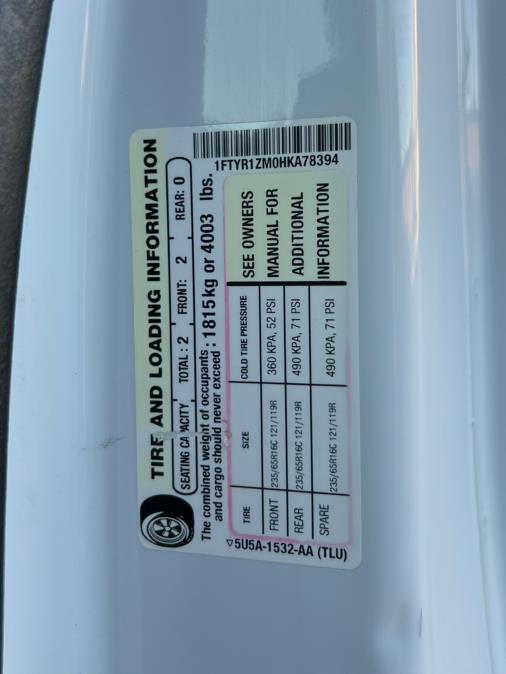 TIRE AND LOADING INFORMATION
SEATING CAPACITY TOTAL : 2 FRONT: 2 REAR: 0
The combined weight of occupants
and cargo should never exceed : 1815 kg or 4003 lbs.
TIRE SIZE COLD TIRE PRESSURE SEE OWNERS
FRONT 235/65R16C 121/119R 360 KPA, 52 PSI MANUAL FOR
REAR 235/65R16C 121/119R 490 KPA, 71 PSI ADDITIONAL
SPARE 235/65R16C 121/119R 490 KPA, 71 PSI INFORMATION
1FTYR1ZM0HKA78394
▽5U5A-1532-AA (TLU)